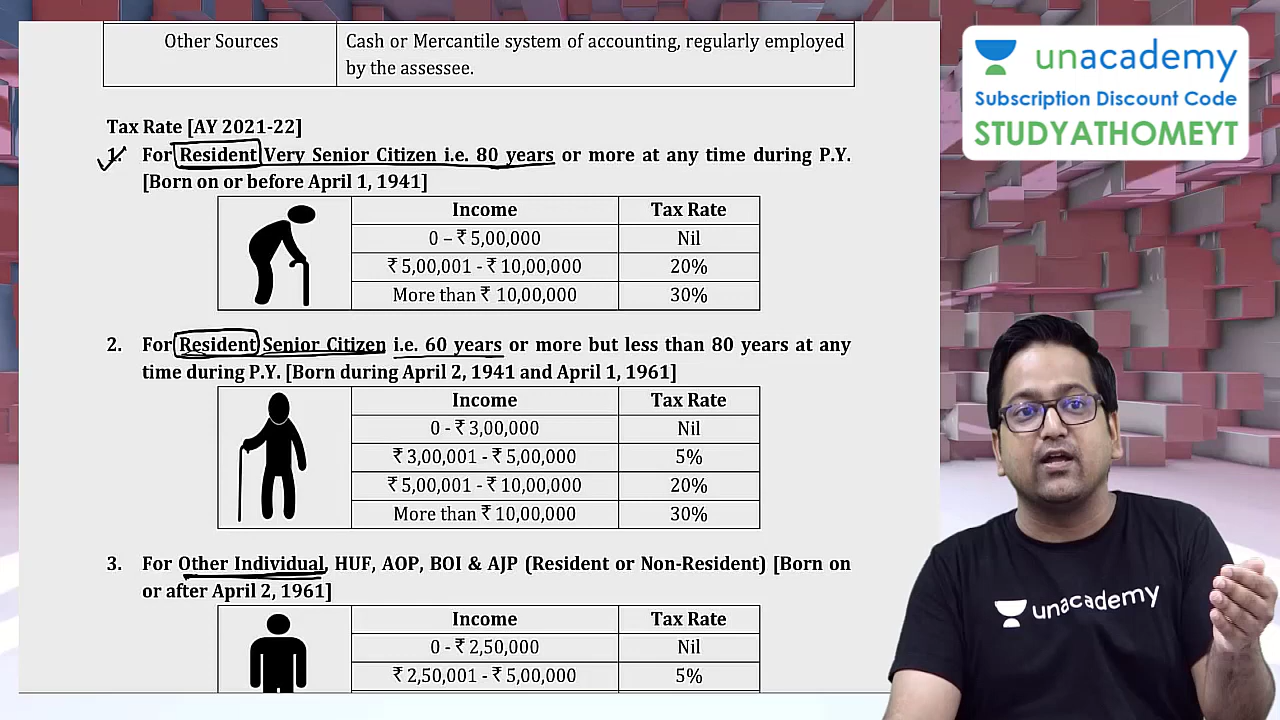 Other Sources
Cash or Mercantile system of accounting, regularly employed
by the assessee.
unacademy
Subscription Discount Code
STUDYATHOMEYT
Tax Rate [AY 2021-22]
1. For Resident Very Senior Citizen i.e. 80 years or more at any time during P.Y.
[Born on or before April 1, 1941]
Income Tax Rate
0 – ₹ 5,00,000 Nil
₹ 5,00,001 - ₹ 10,00,000 20%
More than ₹ 10,00,000 30%
2. For Resident Senior Citizen i.e. 60 years or more but less than 80 years at any
time during P.Y. [Born during April 2, 1941 and April 1, 1961]
Income Tax Rate
0 - ₹ 3,00,000 Nil
₹ 3,00,001 - ₹ 5,00,000 5%
₹ 5,00,001 - ₹ 10,00,000 20%
More than ₹ 10,00,000 30%
3. For Other Individual, HUF, AOP, BOI & AJP (Resident or Non-Resident) [Born on
or after April 2, 1961]
Income Tax Rate
0 - ₹ 2,50,000 Nil
₹ 2,50,001 - ₹ 5,00,000 5%
unacademy